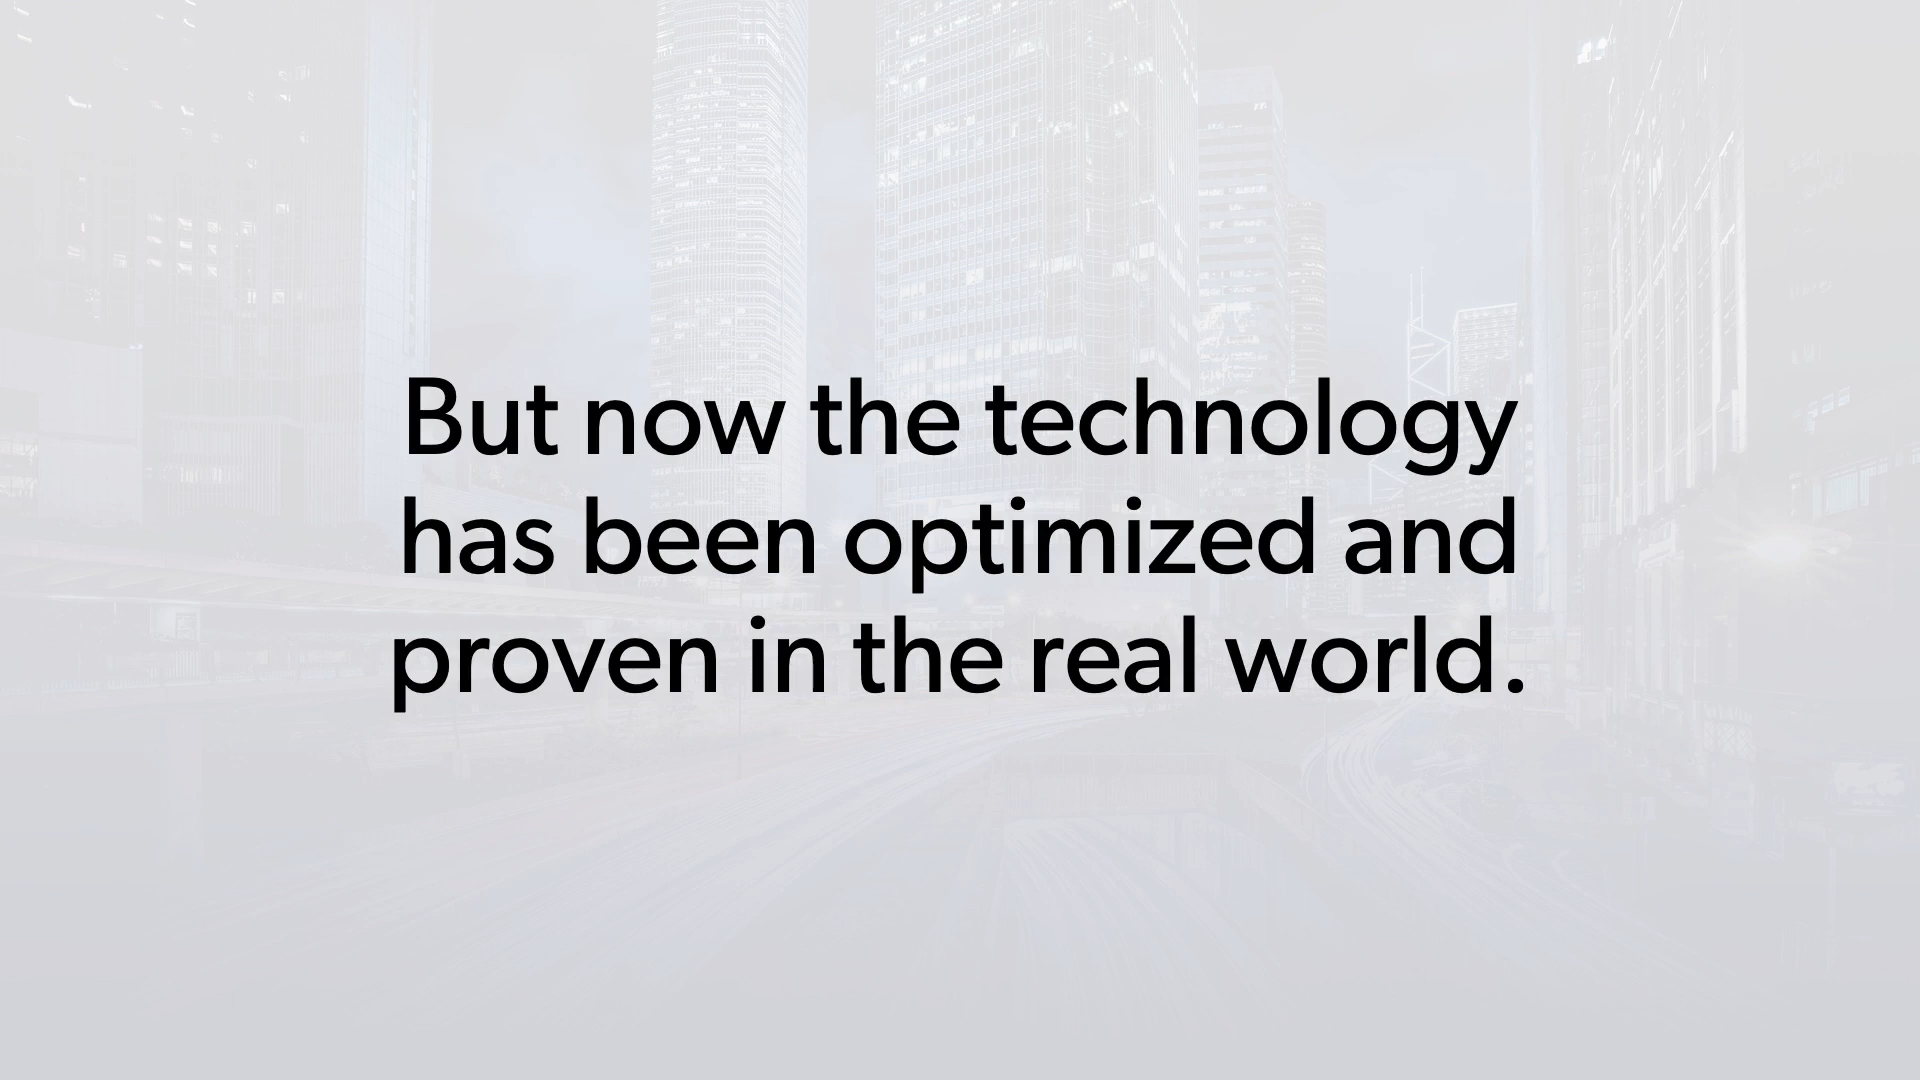 But now the technology
has been optimized and
proven in the real world.